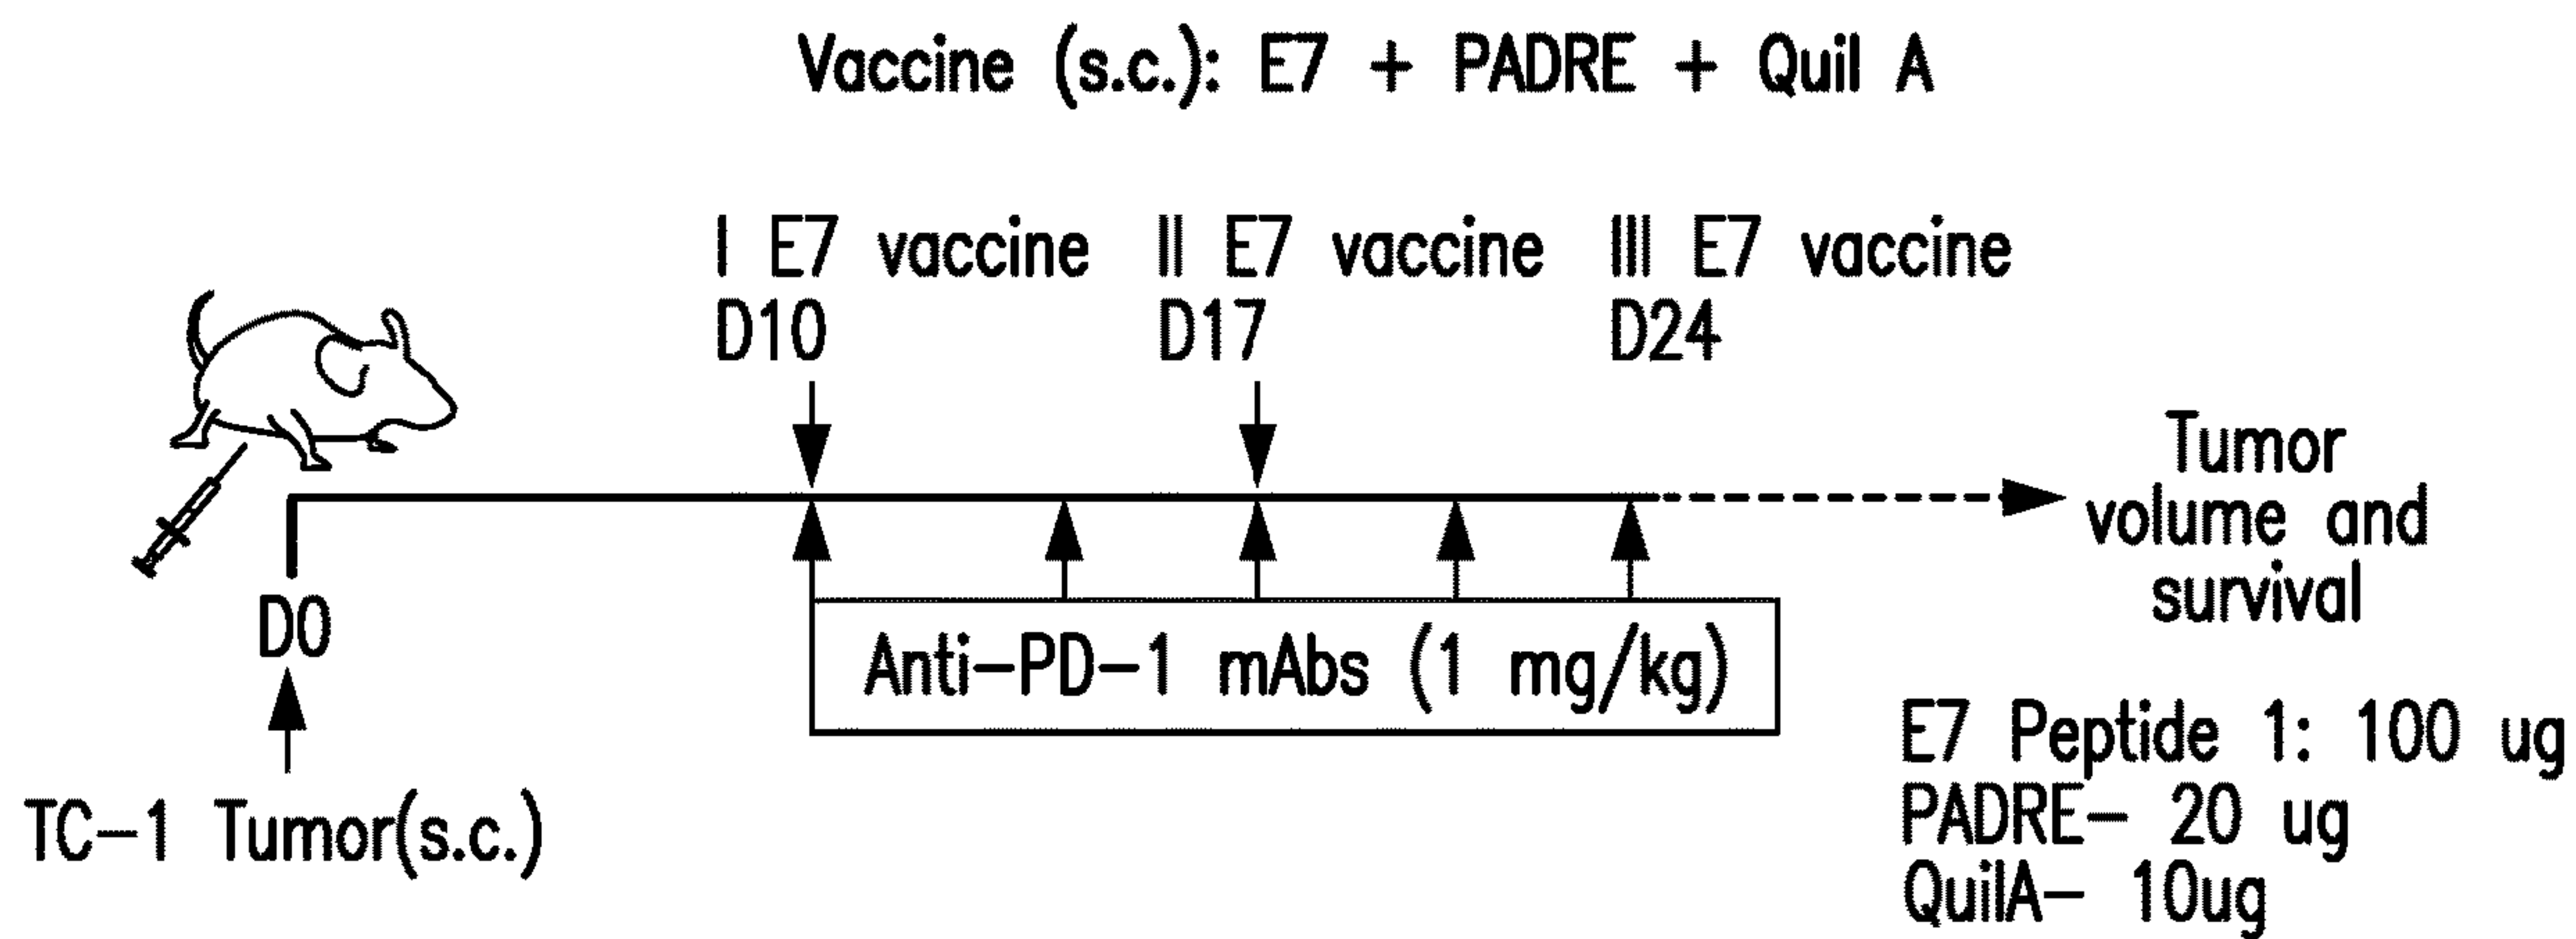 Vaccine (s.c.): E7 + PADRE + Quil A
I E7 vaccine
D10
II E7 vaccine
D17
III E7 vaccine
D24
D0
TC-1 Tumor(s.c.)
Anti-PD-1 mAbs (1 mg/kg)
Tumor
volume and
survival
E7 Peptide 1: 100 ug
PADRE- 20 ug
QuilA- 10ug